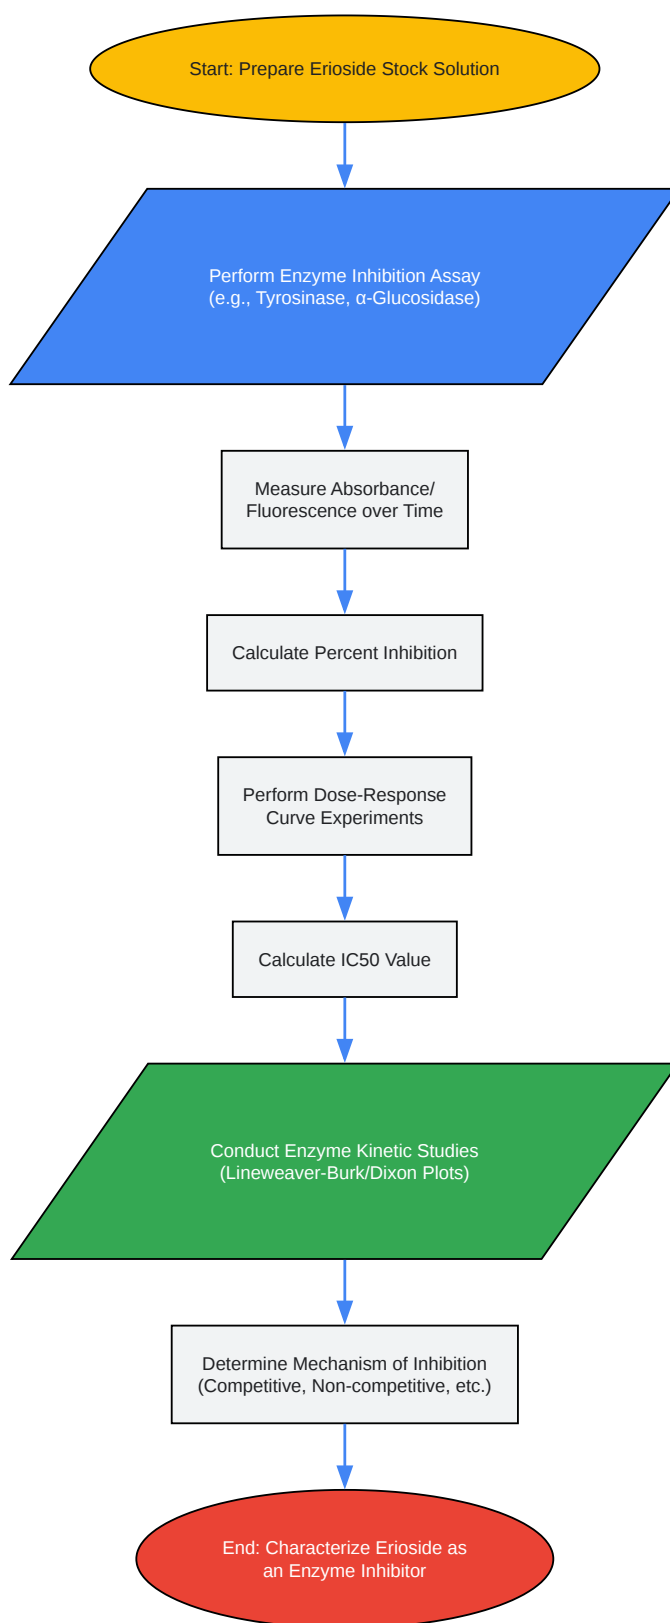 Start: Prepare Erioside Stock Solution
Perform Enzyme Inhibition Assay
(e.g., Tyrosinase, α-Glucosidase)
Measure Absorbance/
Fluorescence over Time
Calculate Percent Inhibition
Perform Dose-Response
Curve Experiments
Calculate IC50 Value
Conduct Enzyme Kinetic Studies
(Lineweaver-Burk/Dixon Plots)
Determine Mechanism of Inhibition
(Competitive, Non-competitive, etc.)
End: Characterize Erioside as
an Enzyme Inhibitor